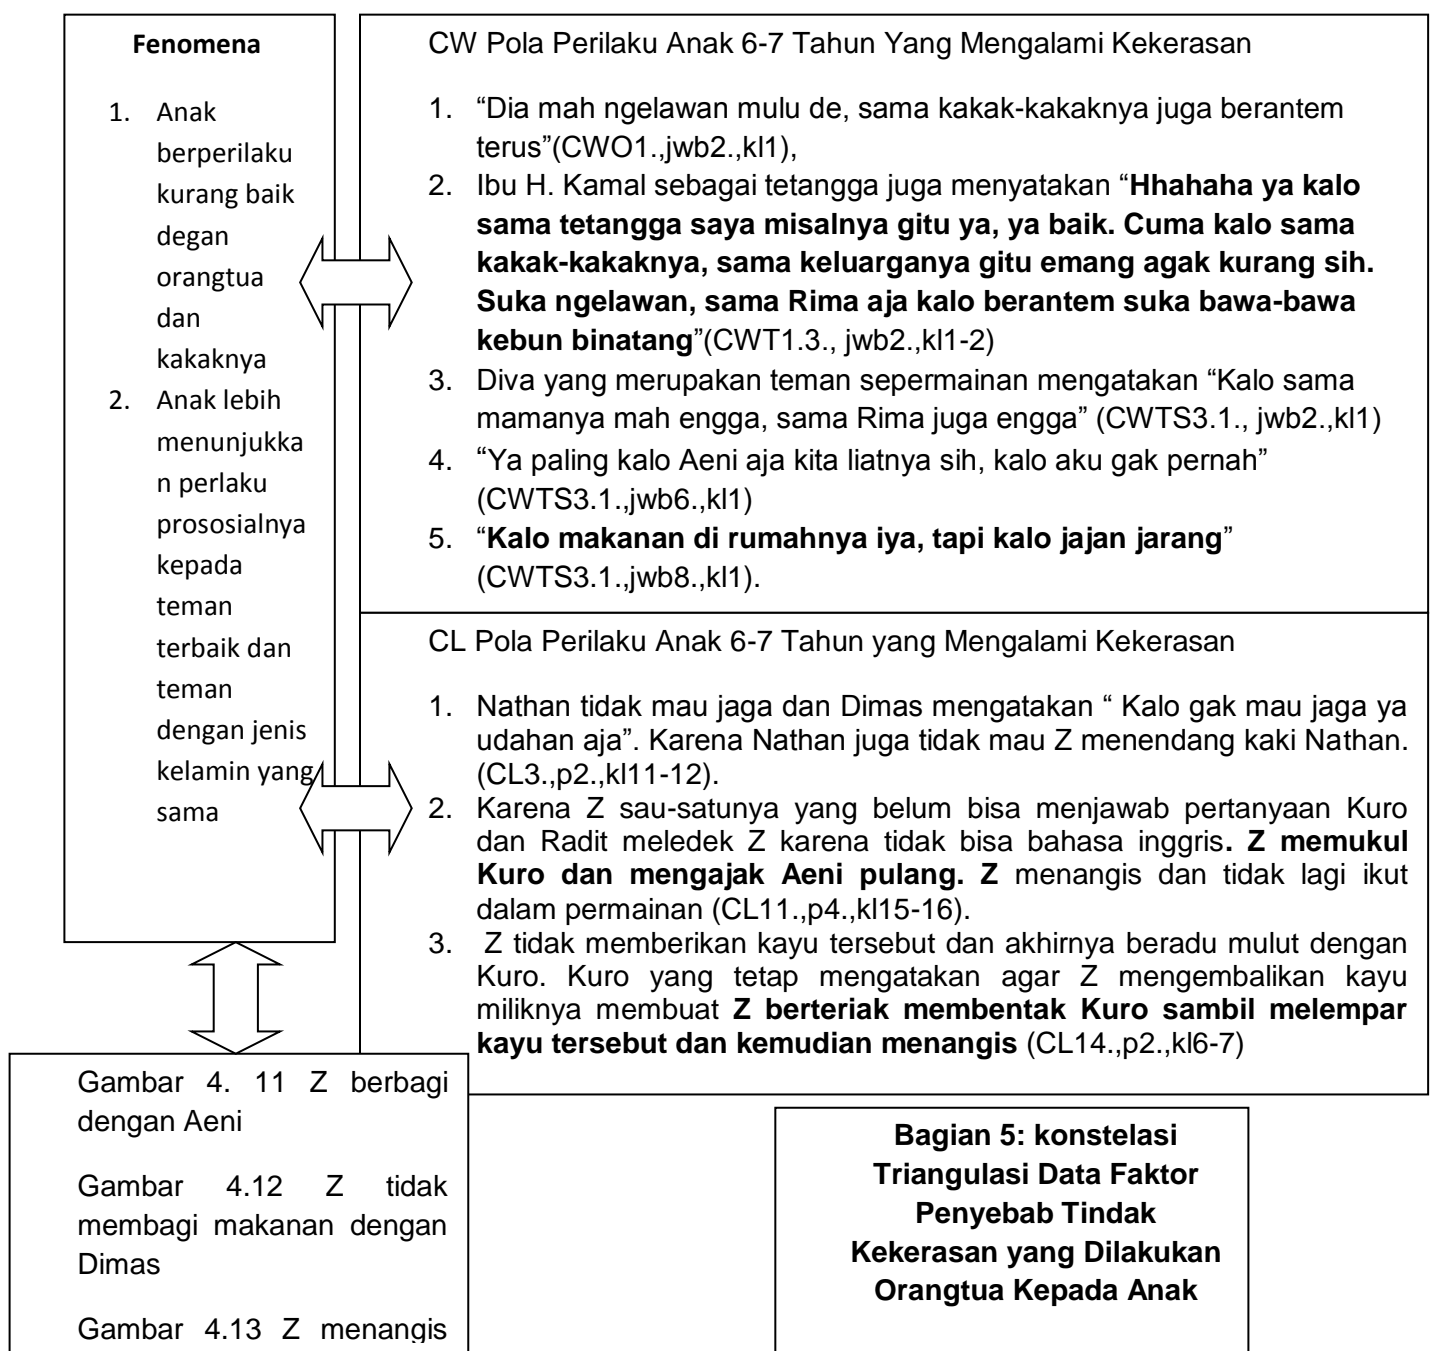 Fenomena
1. Anak
berperilaku
kurang baik
degan
orangtua
dan
kakaknya
2. Anak lebih
menunjukka
n perlaku
prososialnya
kepada
teman
terbaik dan
teman
dengan jenis
kelamin yang
sama
CW Pola Perilaku Anak 6-7 Tahun Yang Mengalami Kekerasan
1. “Dia mah ngelawan mulu de, sama kakak-kakaknya juga berantem
terus”(CWO1.,jwb2.,kl1),
2. Ibu H. Kamal sebagai tetangga juga menyatakan “Hhahaha ya kalo
sama tetangga saya misalnya gitu ya, ya baik. Cuma kalo sama
kakak-kakaknya, sama keluarganya gitu emang agak kurang sih.
Suka ngelawan, sama Rima aja kalo berantem suka bawa-bawa
kebun binatang”(CWT1.3., jwb2.,kl1-2)
3. Diva yang merupakan teman sepermainan mengatakan “Kalo sama
mamanya mah engga, sama Rima juga engga” (CWTS3.1., jwb2.,kl1)
4. “Ya paling kalo Aeni aja kita liatnya sih, kalo aku gak pernah”
(CWTS3.1.,jwb6.,kl1)
5. “Kalo makanan di rumahnya iya, tapi kalo jajan jarang”
(CWTS3.1.,jwb8.,kl1).
CL Pola Perilaku Anak 6-7 Tahun yang Mengalami Kekerasan
1. Nathan tidak mau jaga dan Dimas mengatakan “ Kalo gak mau jaga ya
udahan aja”. Karena Nathan juga tidak mau Z menendang kaki Nathan.
(CL3.,p2.,kl11-12).
2. Karena Z sau-satunya yang belum bisa menjawab pertanyaan Kuro
dan Radit meledek Z karena tidak bisa bahasa inggris. Z memukul
Kuro dan mengajak Aeni pulang. Z menangis dan tidak lagi ikut
dalam permainan (CL11.,p4.,kl15-16).
3. Z tidak memberikan kayu tersebut dan akhirnya beradu mulut dengan
Kuro. Kuro yang tetap mengatakan agar Z mengembalikan kayu
miliknya membuat Z berteriak membentak Kuro sambil melempar
kayu tersebut dan kemudian menangis (CL14.,p2.,kl6-7)
Gambar 4. 11 Z berbagi
dengan Aeni
Gambar 4.12 Z tidak
membagi makanan dengan
Dimas
Gambar 4.13 Z menangis
Bagian 5: konstelasi
Triangulasi Data Faktor
Penyebab Tindak
Kekerasan yang Dilakukan
Orangtua Kepada Anak